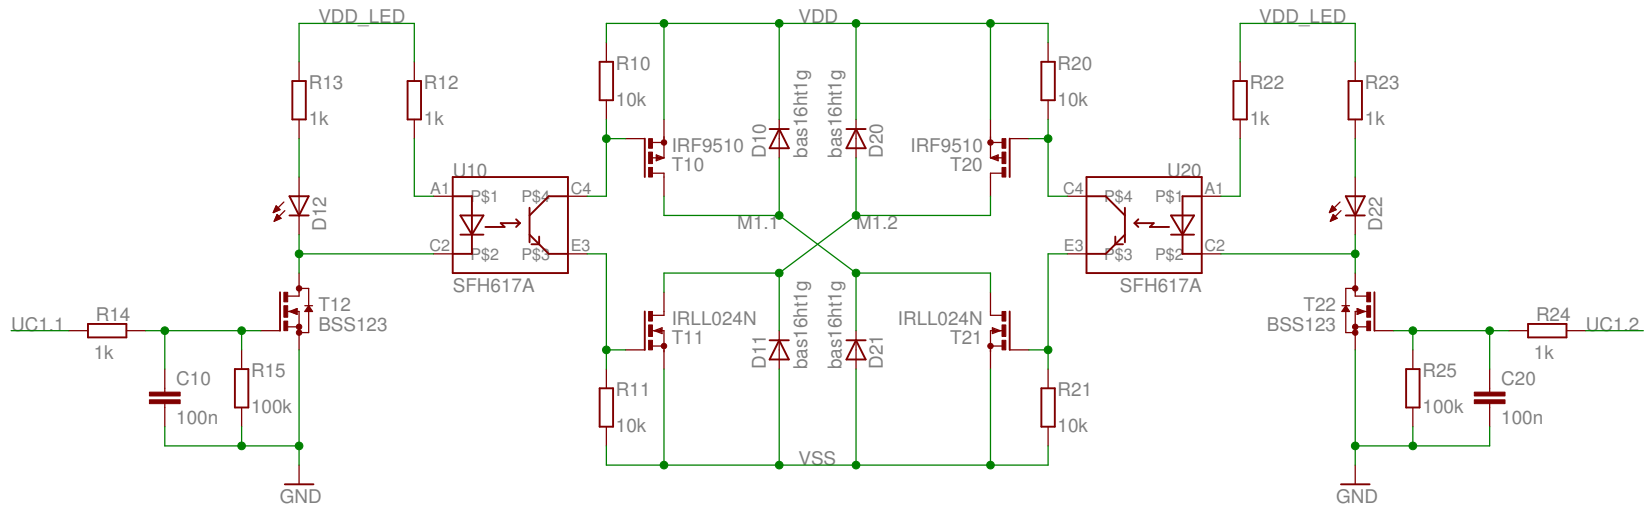 VDD_LED
VDD
VDD_LED
R13
1k
R12
1k
R10
10k
D10
bas16ht1g
bas16ht1g
D20
R20
10k
R22
1k
R23
1k
IRF9510
T10
IRF9510
T20
U10
A1
P$1
P$4
C4
C2
P$2
P$3
E3
SFH617A
U20
C4
P$4
P$1
A1
E3
P$3
P$2
C2
SFH617A
D12
D22
M1.1
M1.2
T12
BSS123
IRLL024N
T11
D11
bas16ht1g
bas16ht1g
D21
IRLL024N
T21
T22
BSS123
UC1.1
R14
1k
R24
1k
UC1.2
C10
100n
R15
100k
R11
10k
R21
10k
R25
100k
C20
100n
VSS
GND
GND